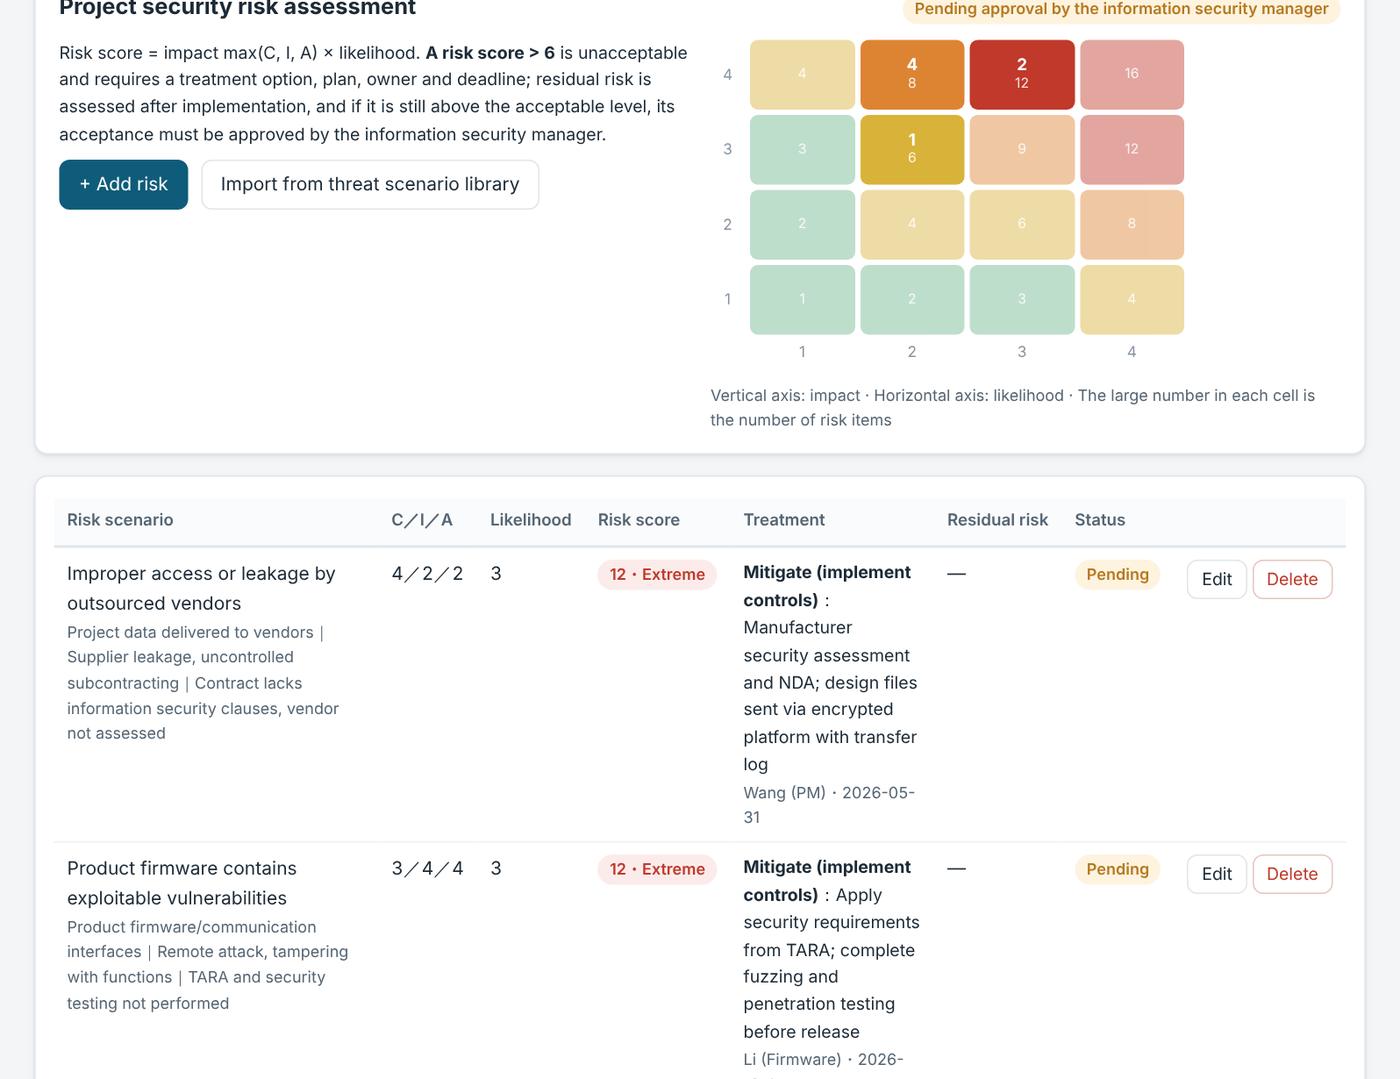 Project security risk assessment
Pending approval by the information security manager
Risk score = impact max(C, I, A) × likelihood. A risk score > 6 is unacceptable
and requires a treatment option, plan, owner and deadline; residual risk is
assessed after implementation, and if it is still above the acceptable level, its
acceptance must be approved by the information security manager.
+ Add risk
Import from threat scenario library
4
4
4
8
2
12
16
3
3
1
6
9
12
2
2
4
6
8
1
1
2
3
4
1
2
3
4
Vertical axis: impact · Horizontal axis: likelihood · The large number in each cell is
the number of risk items
Risk scenario
C／I／A
Likelihood
Risk score
Treatment
Residual risk
Status
Improper access or leakage by
outsourced vendors
Project data delivered to vendors｜
Supplier leakage, uncontrolled
subcontracting｜Contract lacks
information security clauses, vendor
not assessed
4／2／2
3
12・Extreme
Mitigate (implement
controls)：
Manufacturer
security assessment
and NDA; design files
sent via encrypted
platform with transfer
log
Wang (PM)・2026-05-
31
—
Pending
Edit
Delete
Product firmware contains
exploitable vulnerabilities
Product firmware/communication
interfaces｜Remote attack, tampering
with functions｜TARA and security
testing not performed
3／4／4
3
12・Extreme
Mitigate (implement
controls)：Apply
security requirements
from TARA; complete
fuzzing and
penetration testing
before release
Li (Firmware)・2026-
—
Pending
Edit
Delete